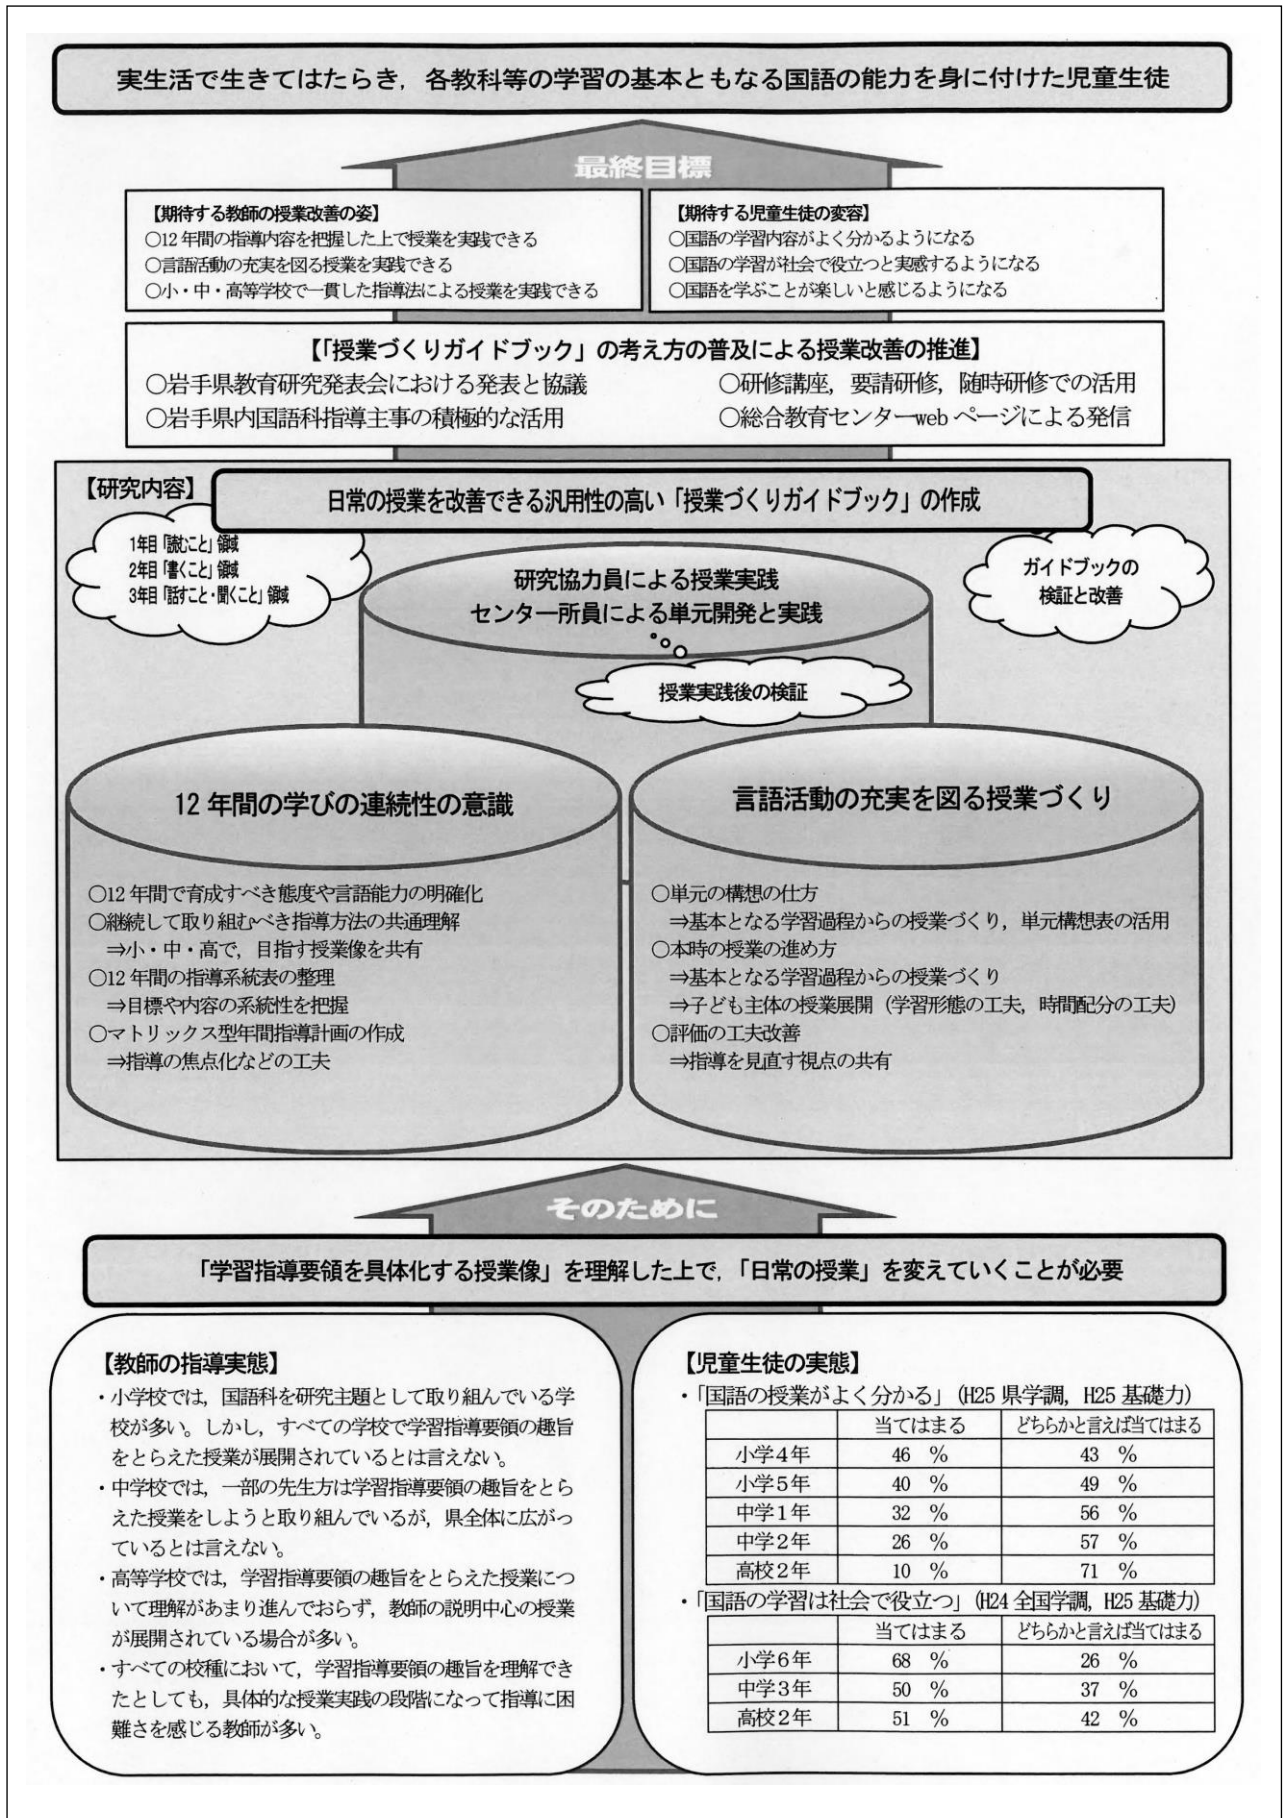 実生活で生きてはたらき，各教科等の学習の基本ともなる国語の能力を身に付けた児童生徒
最終目標
【期待する教師の授業改善の姿】
○12年間の指導内容を把握した上で授業を実践できる
○言語活動の充実を図る授業を実践できる
○小・中・高等学校で一貫した指導法による授業を実践できる
【期待する児童生徒の変容】
○国語の学習内容がよく分かるようになる
○国語の学習が社会で役立つと実感するようになる
○国語を学ぶことが楽しいと感じるようになる
【「授業づくりガイドブック」の考え方の普及による授業改善の推進】
○岩手県教育研究発表会における発表と協議
○研修講座，要請研修，随時研修での活用
○岩手県内国語科指導主事の積極的な活用
○総合教育センターwebページによる発信
【研究内容】
日常の授業を改善できる汎用性の高い「授業づくりガイドブック」の作成
1年目「読むこと」領域
2年目「書くこと」領域
3年目「話すこと・聞くこと」領域
研究協力員による授業実践
センター所員による単元開発と実践
ガイドブックの
検証と改善
授業実践後の検証
12年間の学びの連続性の意識
○12年間で育成すべき態度や言語能力の明確化
○継続して取り組むべき指導方法の共通理解
⇒小・中・高で，目指す授業像を共有
○12年間の指導系統表の整理
⇒目標や内容の系統性を把握
○マトリックス型年間指導計画の作成
⇒指導の焦点化などの工夫
言語活動の充実を図る授業づくり
○単元の構想の仕方
⇒基本となる学習過程からの授業づくり，単元構想表の活用
○本時の授業の進め方
⇒基本となる学習過程からの授業づくり
⇒子ども主体の授業展開（学習形態の工夫，時間配分の工夫）
○評価の工夫改善
⇒指導を見直す視点の共有
そのために
「学習指導要領を具体化する授業像」を理解した上で，「日常の授業」を変えていくことが必要
【教師の指導実態】
・小学校では，国語科を研究主題として取り組んでいる学
校が多い。しかし，すべての学校で学習指導要領の趣旨
をとらえた授業が展開されているとは言えない。
・中学校では，一部の先生方は学習指導要領の趣旨をとら
えた授業をしようと取り組んでいるが，県全体に広がっ
ているとは言えない。
・高等学校では，学習指導要領の趣旨をとらえた授業につ
いて理解があまり進んでおらず，教師の説明中心の授業
が展開されている場合が多い。
・すべての校種において，学習指導要領の趣旨を理解でき
たとしても，具体的な授業実践の段階になって指導に困
難さを感じる教師が多い。
【児童生徒の実態】
・「国語の授業がよく分かる」(H25 県学調，H25 基礎力)
当てはまる どちらかと言えば当てはまる
小学4年 46 % 43 %
小学5年 40 % 49 %
中学1年 32 % 56 %
中学2年 26 % 57 %
高校2年 10 % 71 %
・「国語の学習は社会で役立つ」(H24 全国学調，H25 基礎力)
当てはまる どちらかと言えば当てはまる
小学6年 68 % 26 %
中学3年 50 % 37 %
高校2年 51 % 42 %